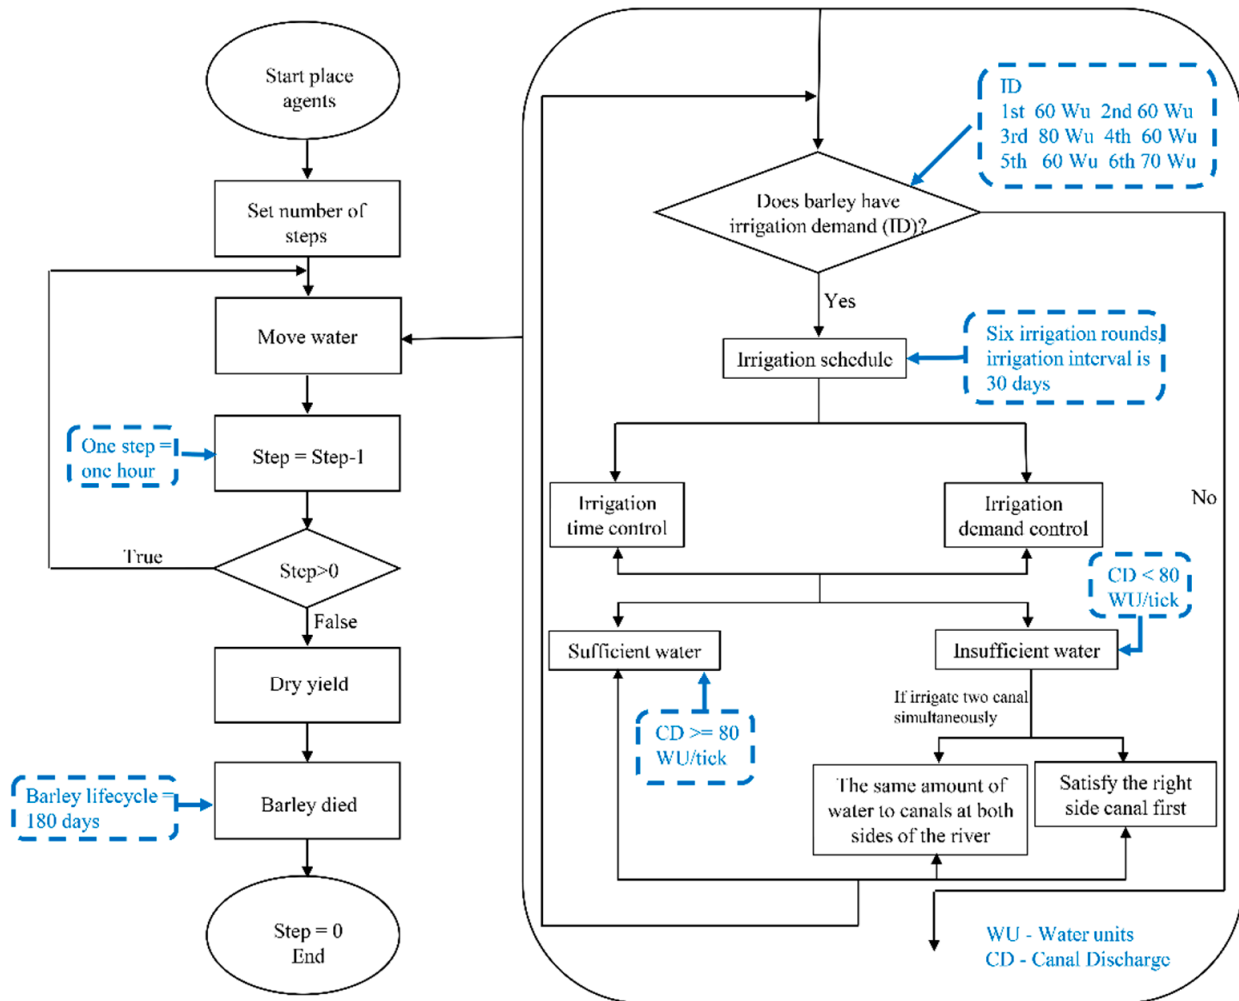 Start place
agents
Set number of
steps
Move water
One step =
one hour
Step = Step-1
True
Step>0
False
Dry yield
Barley lifecycle =
180 days
Barley died
Step = 0
End
ID
1st 60 Wu 2nd 60 Wu
3rd 80 Wu 4th 60 Wu
5th 60 Wu 6th 70 Wu
Does barley have
irrigation demand (ID)?
Yes
No
Irrigation schedule
Six irrigation rounds,
irrigation interval is
30 days
Irrigation
time control
Irrigation
demand control
CD < 80
WU/tick
Sufficient water
Insufficient water
CD >= 80
WU/tick
If irrigate two canal
simultaneously
The same amount of
water to canals at both
sides of the river
Satisfy the right
side canal first
WU - Water units
CD - Canal Discharge